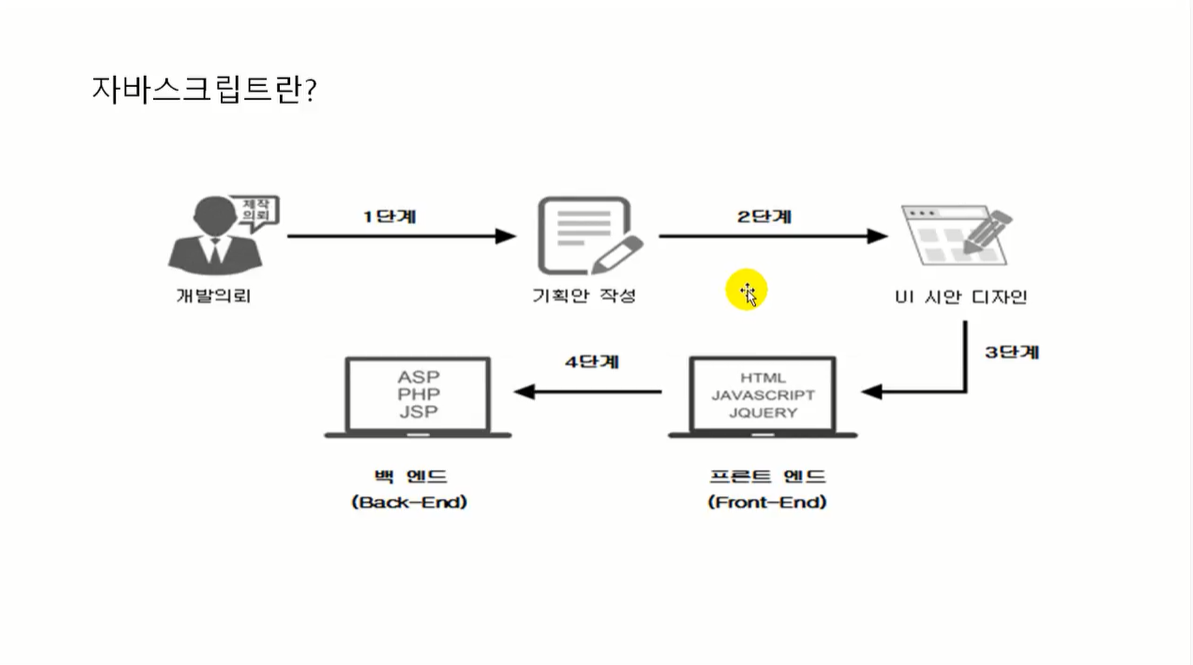 자바스크립트란?
제작
의뢰
1단계
2단계
개발의뢰
기획안 작성
UI 시안 디자인
3단계
4단계
ASP
PHP
JSP
HTML
JAVASCRIPT
JQUERY
백 엔드
(Back-End)
프론트 엔드
(Front-End)